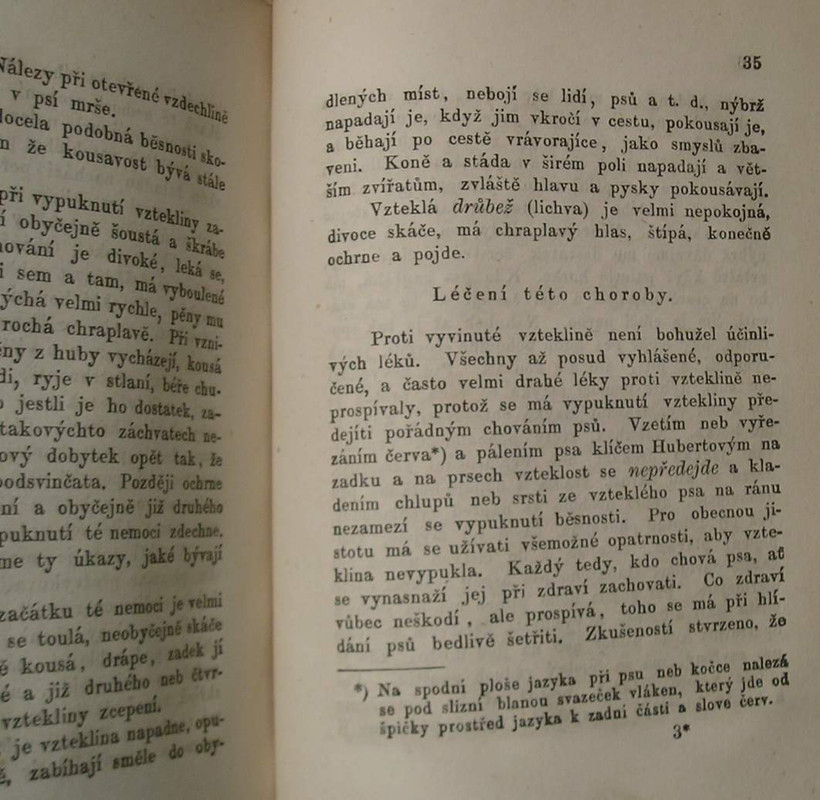 Nálezy při otevřené vzdechlině
v psí mrše.
docela podobná běsnosti sko-
že kousavost bývá stále
při vypuknutí vztekliny za-
obyčejně šoustá a škrábe
je divoké, leká se,
sem a tam, má vyboulené
velmi rychle, pěny mu
chraplavě. Při vzni-
z huby vycházejí, kousá
ryje v stlaní, béře chu-
jestli je ho dostatek, za-
takovýchto záchvatech ne-
dobytek opět tak, že
podsvinčata. Později ochrne
a obyčejně již druhého
té nemoci zdechne.
ty úkazy, jaké bývají
začátku té nemoci je velmi
se toulá, neobyčejně skáče
kousá, drápe, zadek jí
a již druhého neb čtvr-
vztekliny zcepení.
je vzteklina napadne, opu-
zabíhají směle do oby-
35
dlených míst, nebojí se lidí, psů a t. d., nýbrž
napadají je, když jim vkročí v cestu, pokousají je,
a běhají po cestě vrávorajíce, jako smyslů zba-
veni. Koně a stáda v širém poli napadají a vět-
ším zvířatům, zvláště hlavu a pysky pokousávají.
Vzteklá drůbež (lichva) je velmi nepokojná,
divoce skáče, má chraplavý hlas, štípá, konečně
ochrne a pojde.
Léčení této choroby.
Proti vyvinuté vzteklině není bohužel účinli-
vých léků. Všechny až posud vyhlášené, odporu-
čené, a často velmi drahé léky proti vzteklině ne-
prospívaly, protož se má vypuknutí vztekliny pře-
dejíti pořádným chováním psů. Vzetím neb vyře-
záním červa*) a pálením psa klíčem Hubertovým na
zadku a na prsech vzteklost se nepředejde a kla-
dením chlupů neb srsti ze vzteklého psa na ránu
nezamezí se vypuknutí běsnosti. Pro obecnou ji-
stotu má se užívati všemožné opatrnosti, aby vzte-
klina nevypukla. Každý tedy, kdo chová psa, ať
se vynasnaží jej při zdraví zachovati. Co zdraví
vůbec neškodí, ale prospívá, toho se má při hlí-
dání psů bedlivě šetřiti. Zkušeností stvrzeno, že
*) Na spodní ploše jazyka při psu neb kočce nalezá
se pod slizní blanou svazeček vláken, který jde od
špičky prostřed jazyka k zadní části a slove červ.
3*